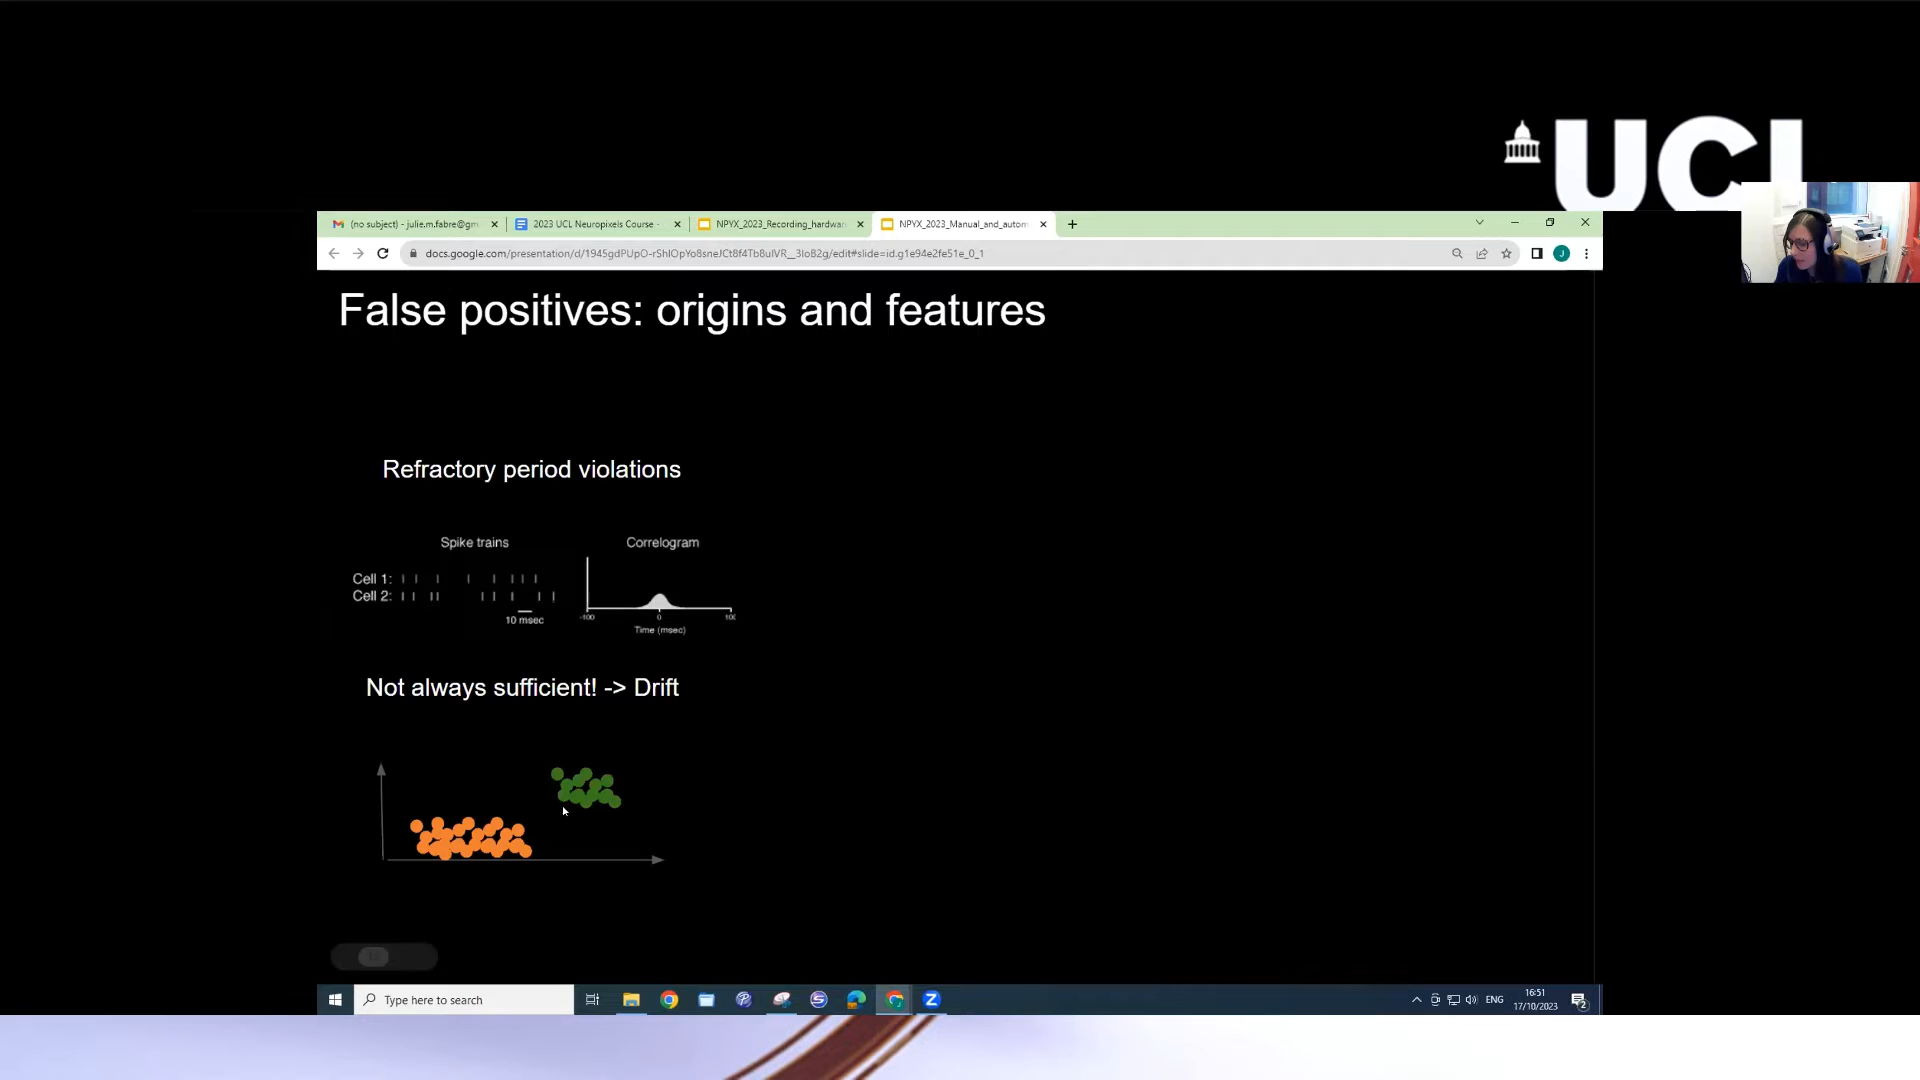 UCL
(no subject) - julie.m.fabre@gm
2023 UCL Neuropixels Course -
NPYX_2023_Recording_hardwar
NPYX_2023_Manual_and_autom
docs.google.com/presentation/d/1945gdPUpO-rShlOpYo8sneJCt8f4Tb8uIVR__3IoB2g/edit#slide=id.g1e94e2fe51e_0_1
J
False positives: origins and features
Refractory period violations
Spike trains
Correlogram
Cell 1:
Cell 2:
10 msec
-100
0
100
Time (msec)
Not always sufficient! -> Drift
Type here to search
ENG
16:51
17/10/2023
2